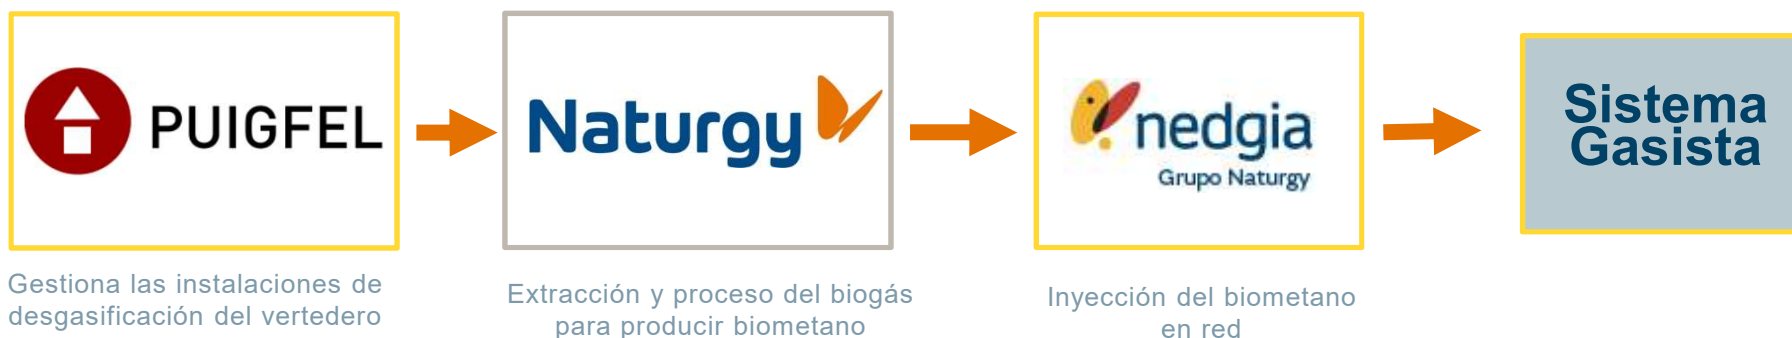 PUIGFEL
Naturgy
nedgia
Grupo Naturgy
Sistema
Gasista
Gestiona las instalaciones de
desgasificación del vertedero
Extracción y proceso del biogás
para producir biometano
Inyección del biometano
en red